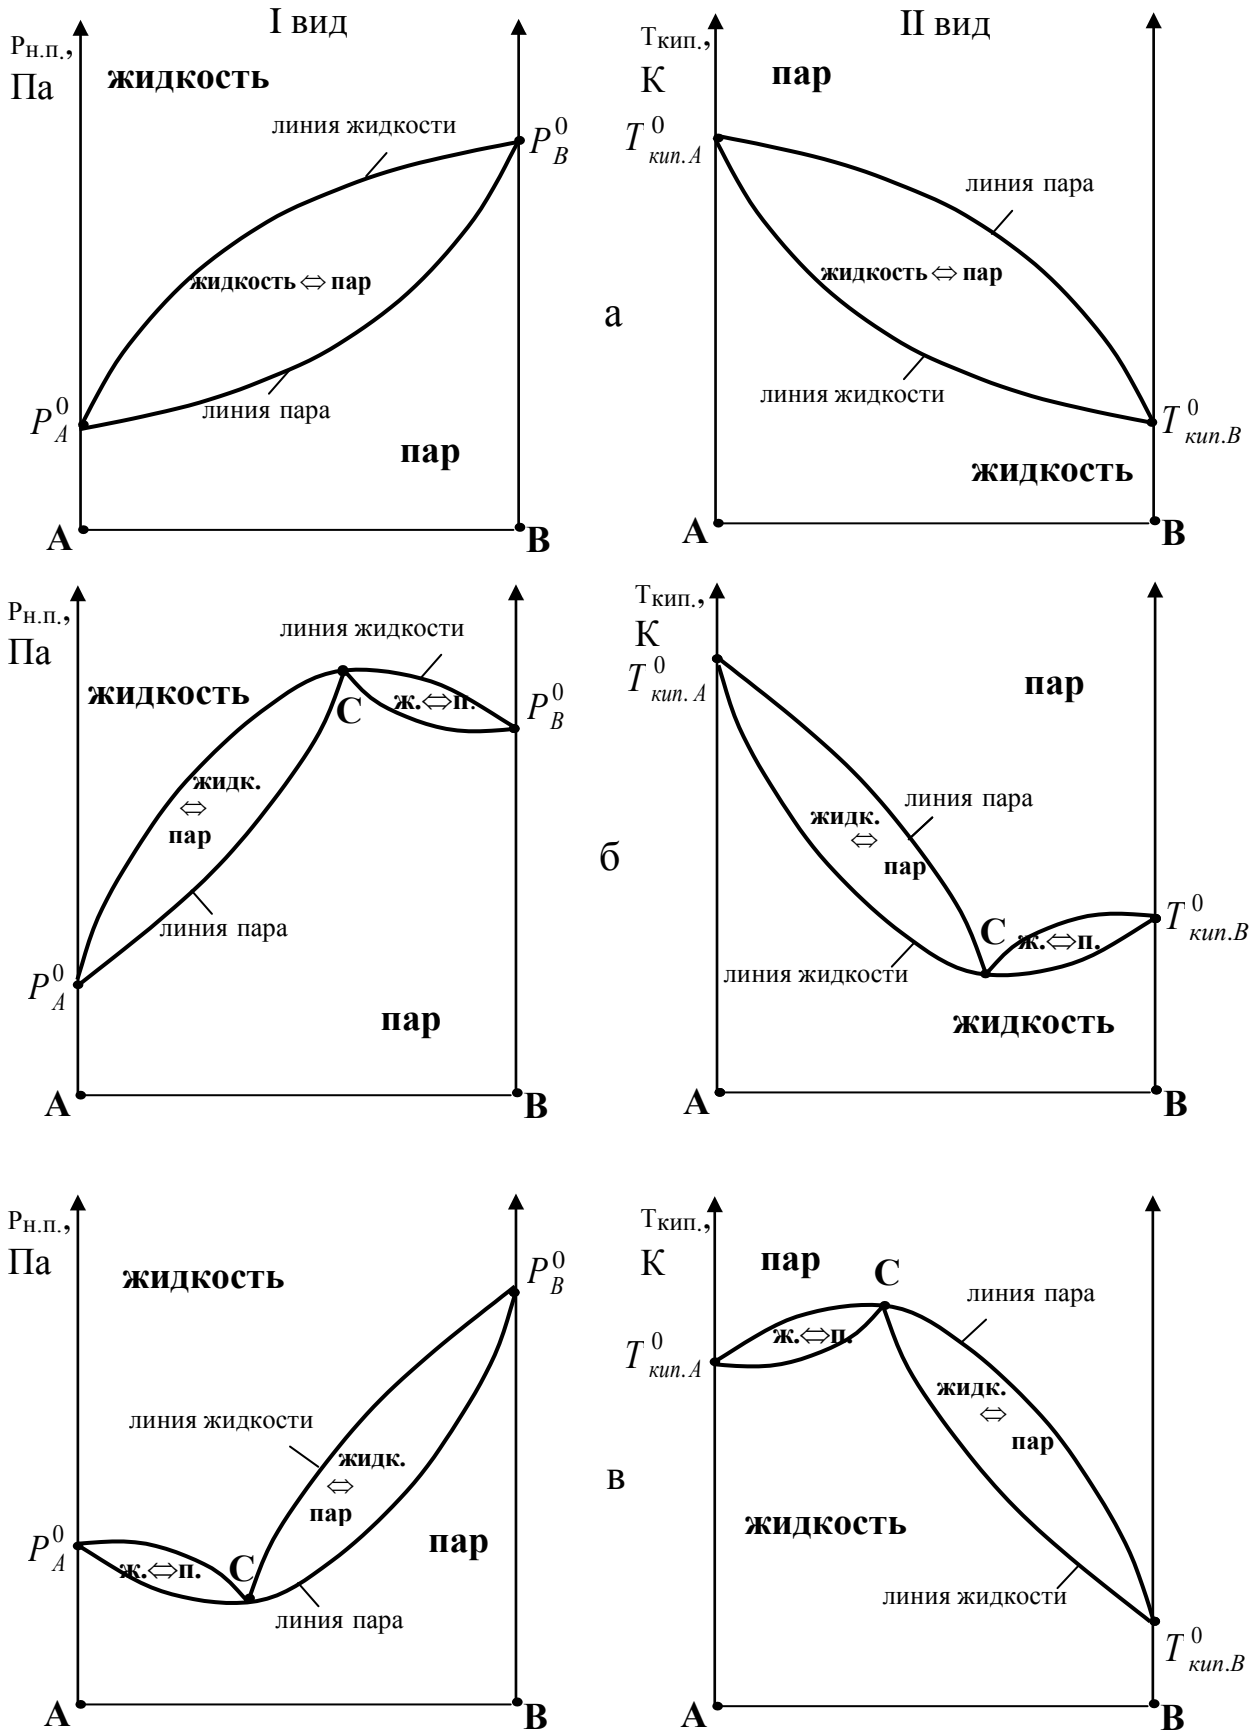 I вид
II вид
Pн.п.,
Па
жидкость
линия жидкости
P⁰B
жидкость ⇔ пар
линия пара
P⁰A
пар
А
В
Tкип.,
К
пар
T⁰кип.А
линия пара
жидкость ⇔ пар
линия жидкости
T⁰кип.В
жидкость
А
В
а
Pн.п.,
Па
линия жидкости
жидкость
С
ж.⇔п.
P⁰B
жидк.
⇔
пар
линия пара
P⁰A
пар
А
В
Tкип.,
К
T⁰кип.А
пар
линия пара
жидк.
⇔
пар
С
ж.⇔п.
T⁰кип.В
линия жидкости
жидкость
А
В
б
Pн.п.,
Па
жидкость
P⁰B
линия жидкости
жидк.
⇔
пар
P⁰A
ж.⇔п.
С
пар
линия пара
А
В
Tкип.,
К
пар
С
линия пара
ж.⇔п.
T⁰кип.А
жидк.
⇔
пар
жидкость
линия жидкости
T⁰кип.В
А
В
в